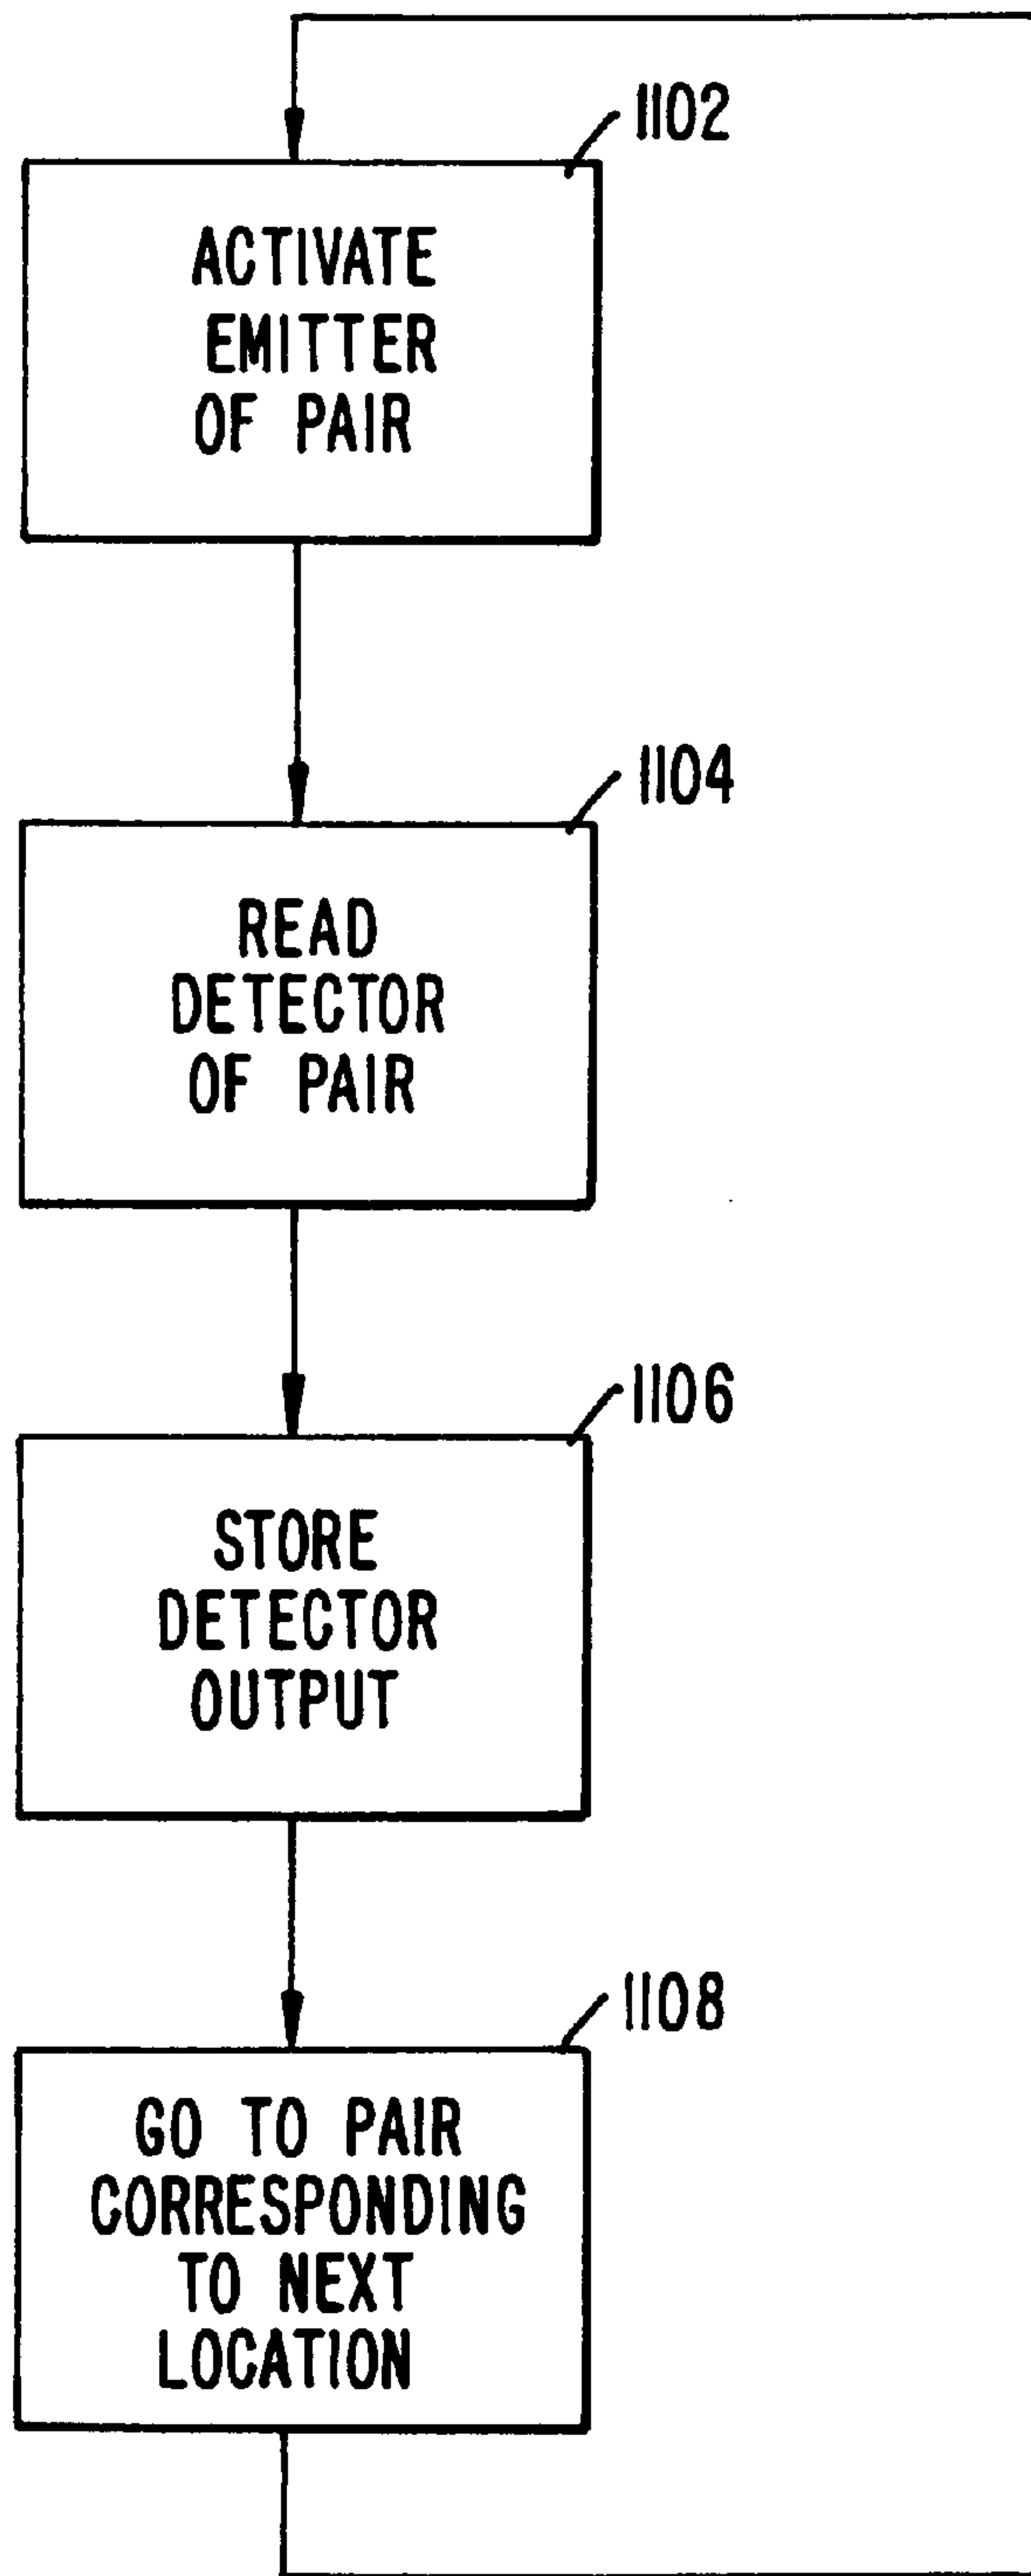 1102
ACTIVATE
EMITTER
OF PAIR
1104
READ
DETECTOR
OF PAIR
1106
STORE
DETECTOR
OUTPUT
1108
GO TO PAIR
CORRESPONDING
TO NEXT
LOCATION